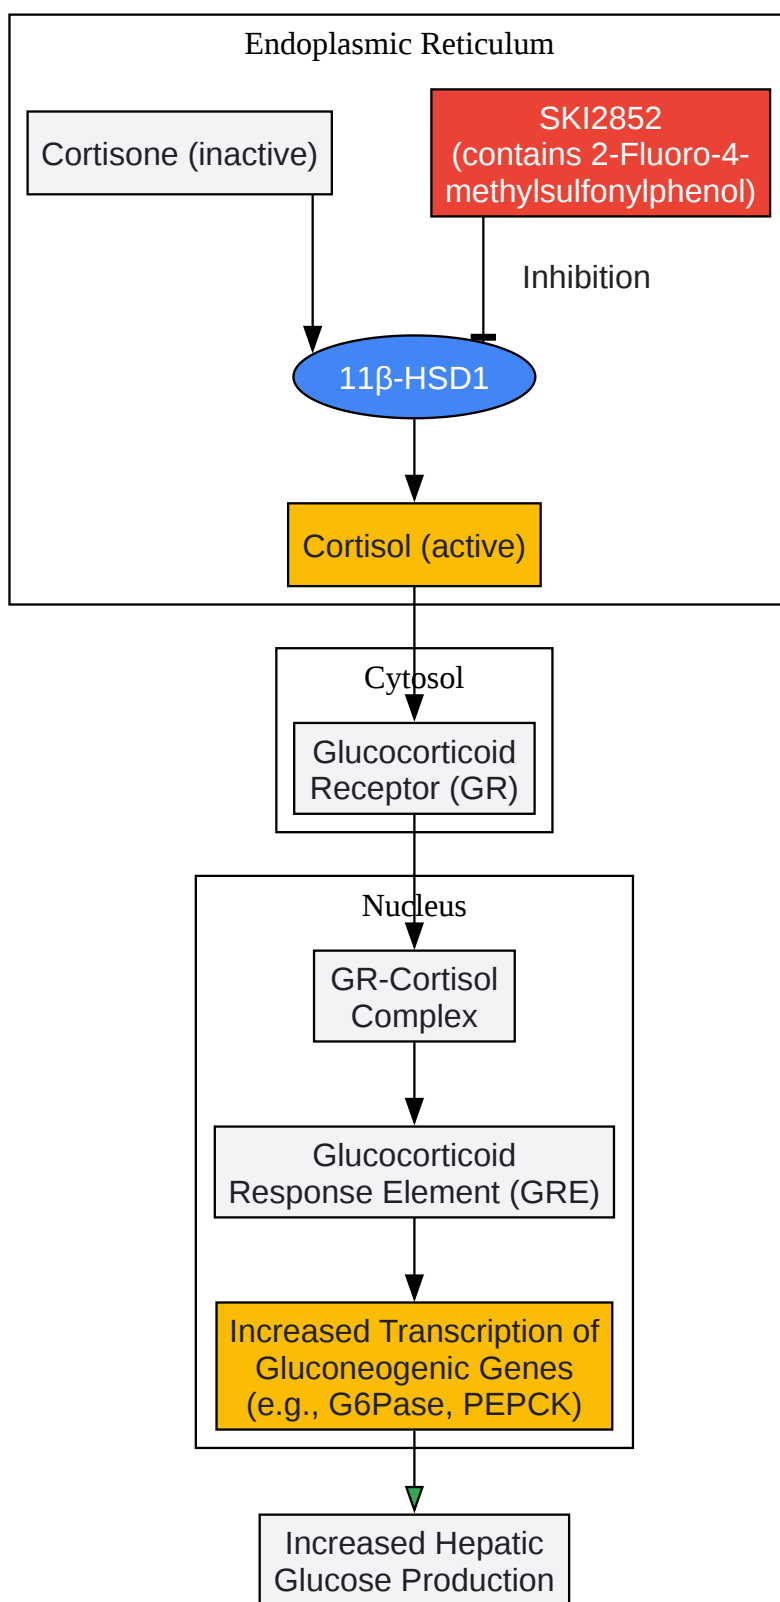 Endoplasmic Reticulum
Cortisone (inactive)
SKI2852
(contains 2-Fluoro-4-
methylsulfonylphenol)
Inhibition
11β-HSD1
Cortisol (active)
Cytosol
Glucocorticoid
Receptor (GR)
Nucleus
GR-Cortisol
Complex
Glucocorticoid
Response Element (GRE)
Increased Transcription of
Gluconeogenic Genes
(e.g., G6Pase, PEPCK)
Increased Hepatic
Glucose Production